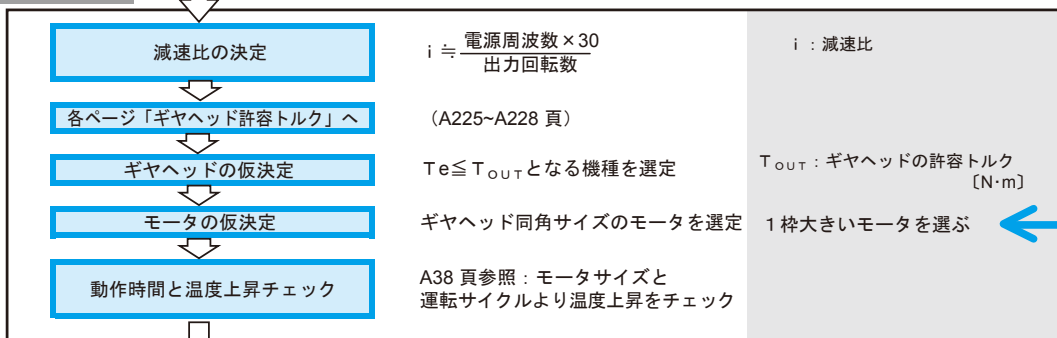 減速比の決定
i≒電源周波数×30
出力回転数
i:減速比
各ページ「ギヤヘッド許容トルク」へ
(A225~A228 頁)
ギヤヘッドの仮決定
Te≦TOUTとなる機種を選定
TOUT:ギヤヘッドの許容トルク
〔N·m〕
モータの仮決定
ギヤヘッド同角サイズのモータを選定
1枠大きいモータを選ぶ
動作時間と温度上昇チェック
A38 頁参照:モータサイズと
運転サイクルより温度上昇をチェック